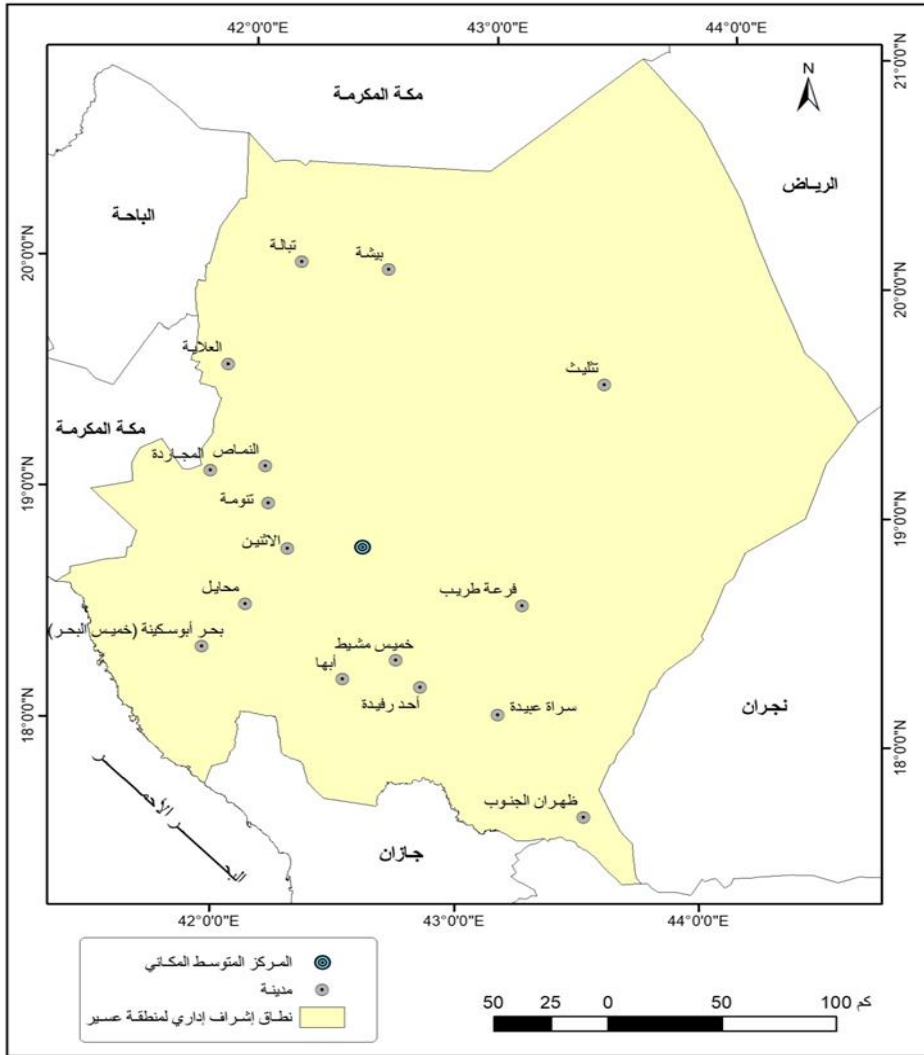 42°0'0"E
43°0'0"E
44°0'0"E
21°0'0"N
N
مكة المكرمة
الرياض
الباحة
20°0'0"N
تبالة
بيشة
20°0'0"N
العلاية
تثليث
مكة المكرمة
النماص
المجاردة
19°0'0"N
تنومة
19°0'0"N
الاثنين
محايل
فرعة طريب
بحر أبوسكينة (خميس البحر)
خميس مشيط
أبها
أحد رفيدة
سراة عبيدة
18°0'0"N
نجران
18°0'0"N
ظهران الجنوب
جازان
42°0'0"E
43°0'0"E
44°0'0"E
المركز المتوسط المكاني
مدينة
نطاق إشراف إداري لمنطقة عسير
50 25 0 50 100 كم